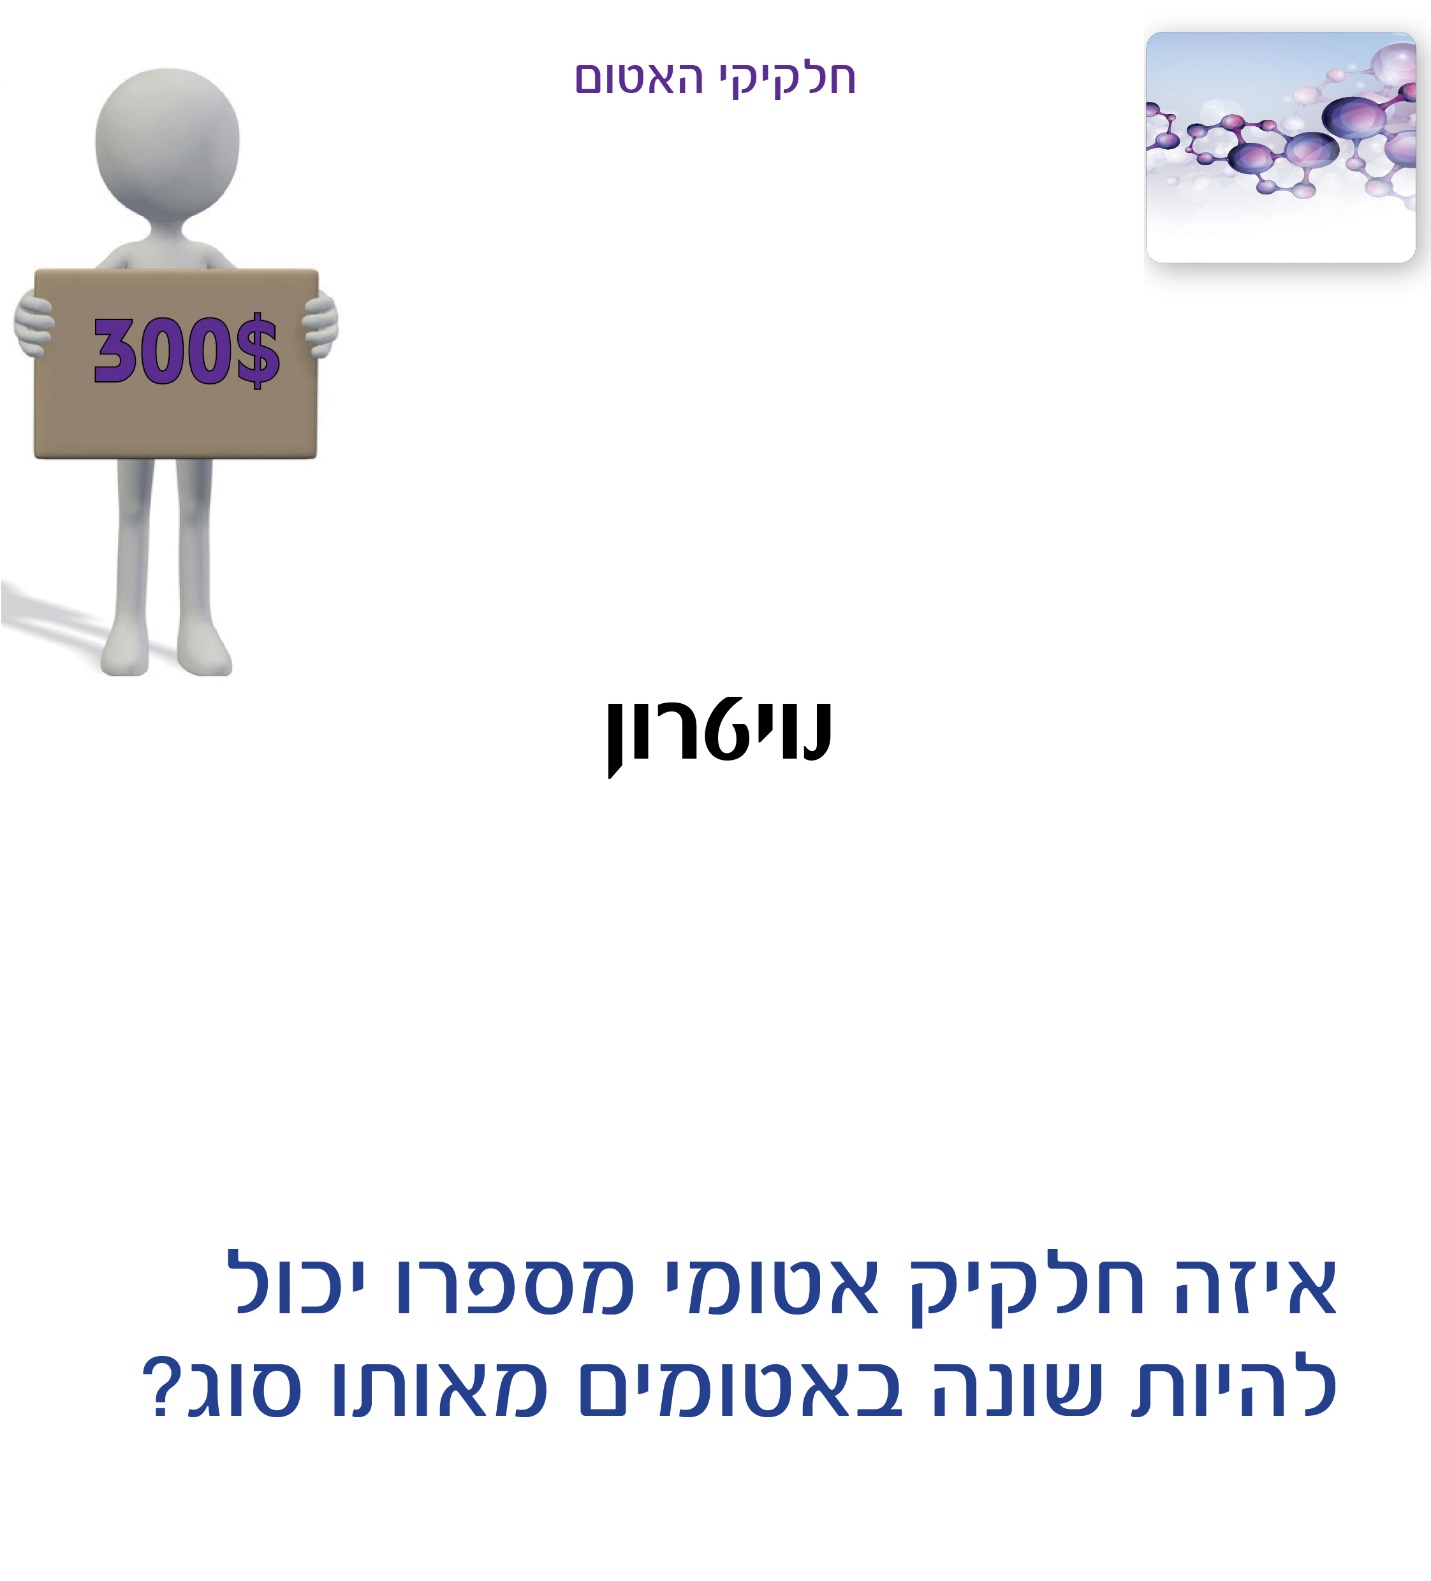 חלקיקי האטום
300$
נויטרון
איזה חלקיק אטומי מספרו יכול
להיות שונה באטומים מאותו סוג?